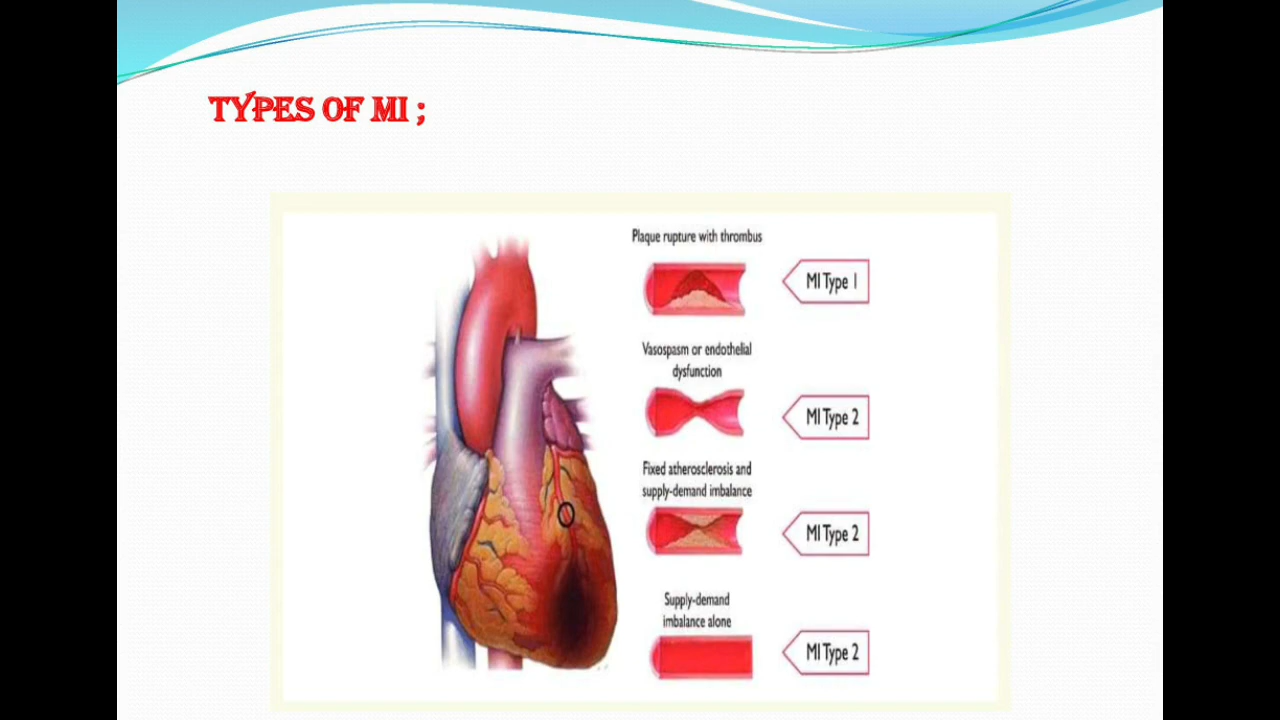 TYPES OF MI ;
Plaque rupture with thrombus
MI Type 1
Vasospasm or endothelial
dysfunction
MI Type 2
Fixed atherosclerosis and
supply-demand imbalance
MI Type 2
Supply-demand
imbalance alone
MI Type 2